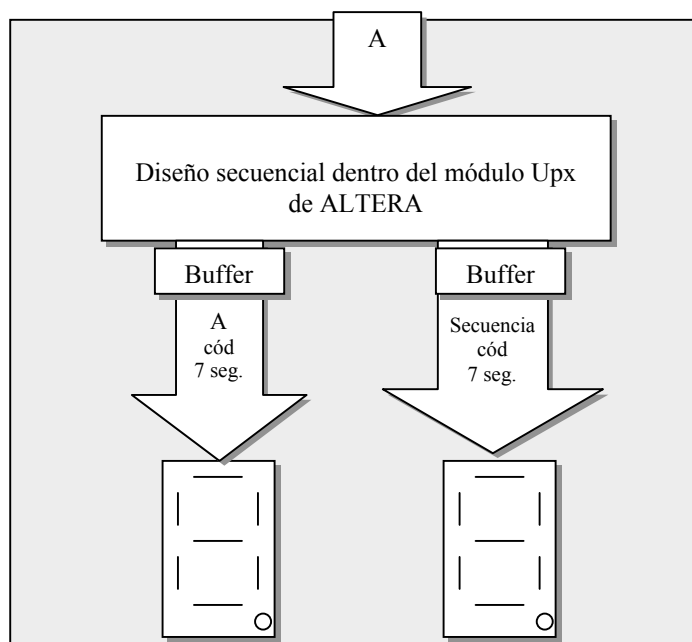 A
Diseño secuencial dentro del módulo Upx
de ALTERA
Buffer
Buffer
A
cód
7 seg.
Secuencia
cód
7 seg.